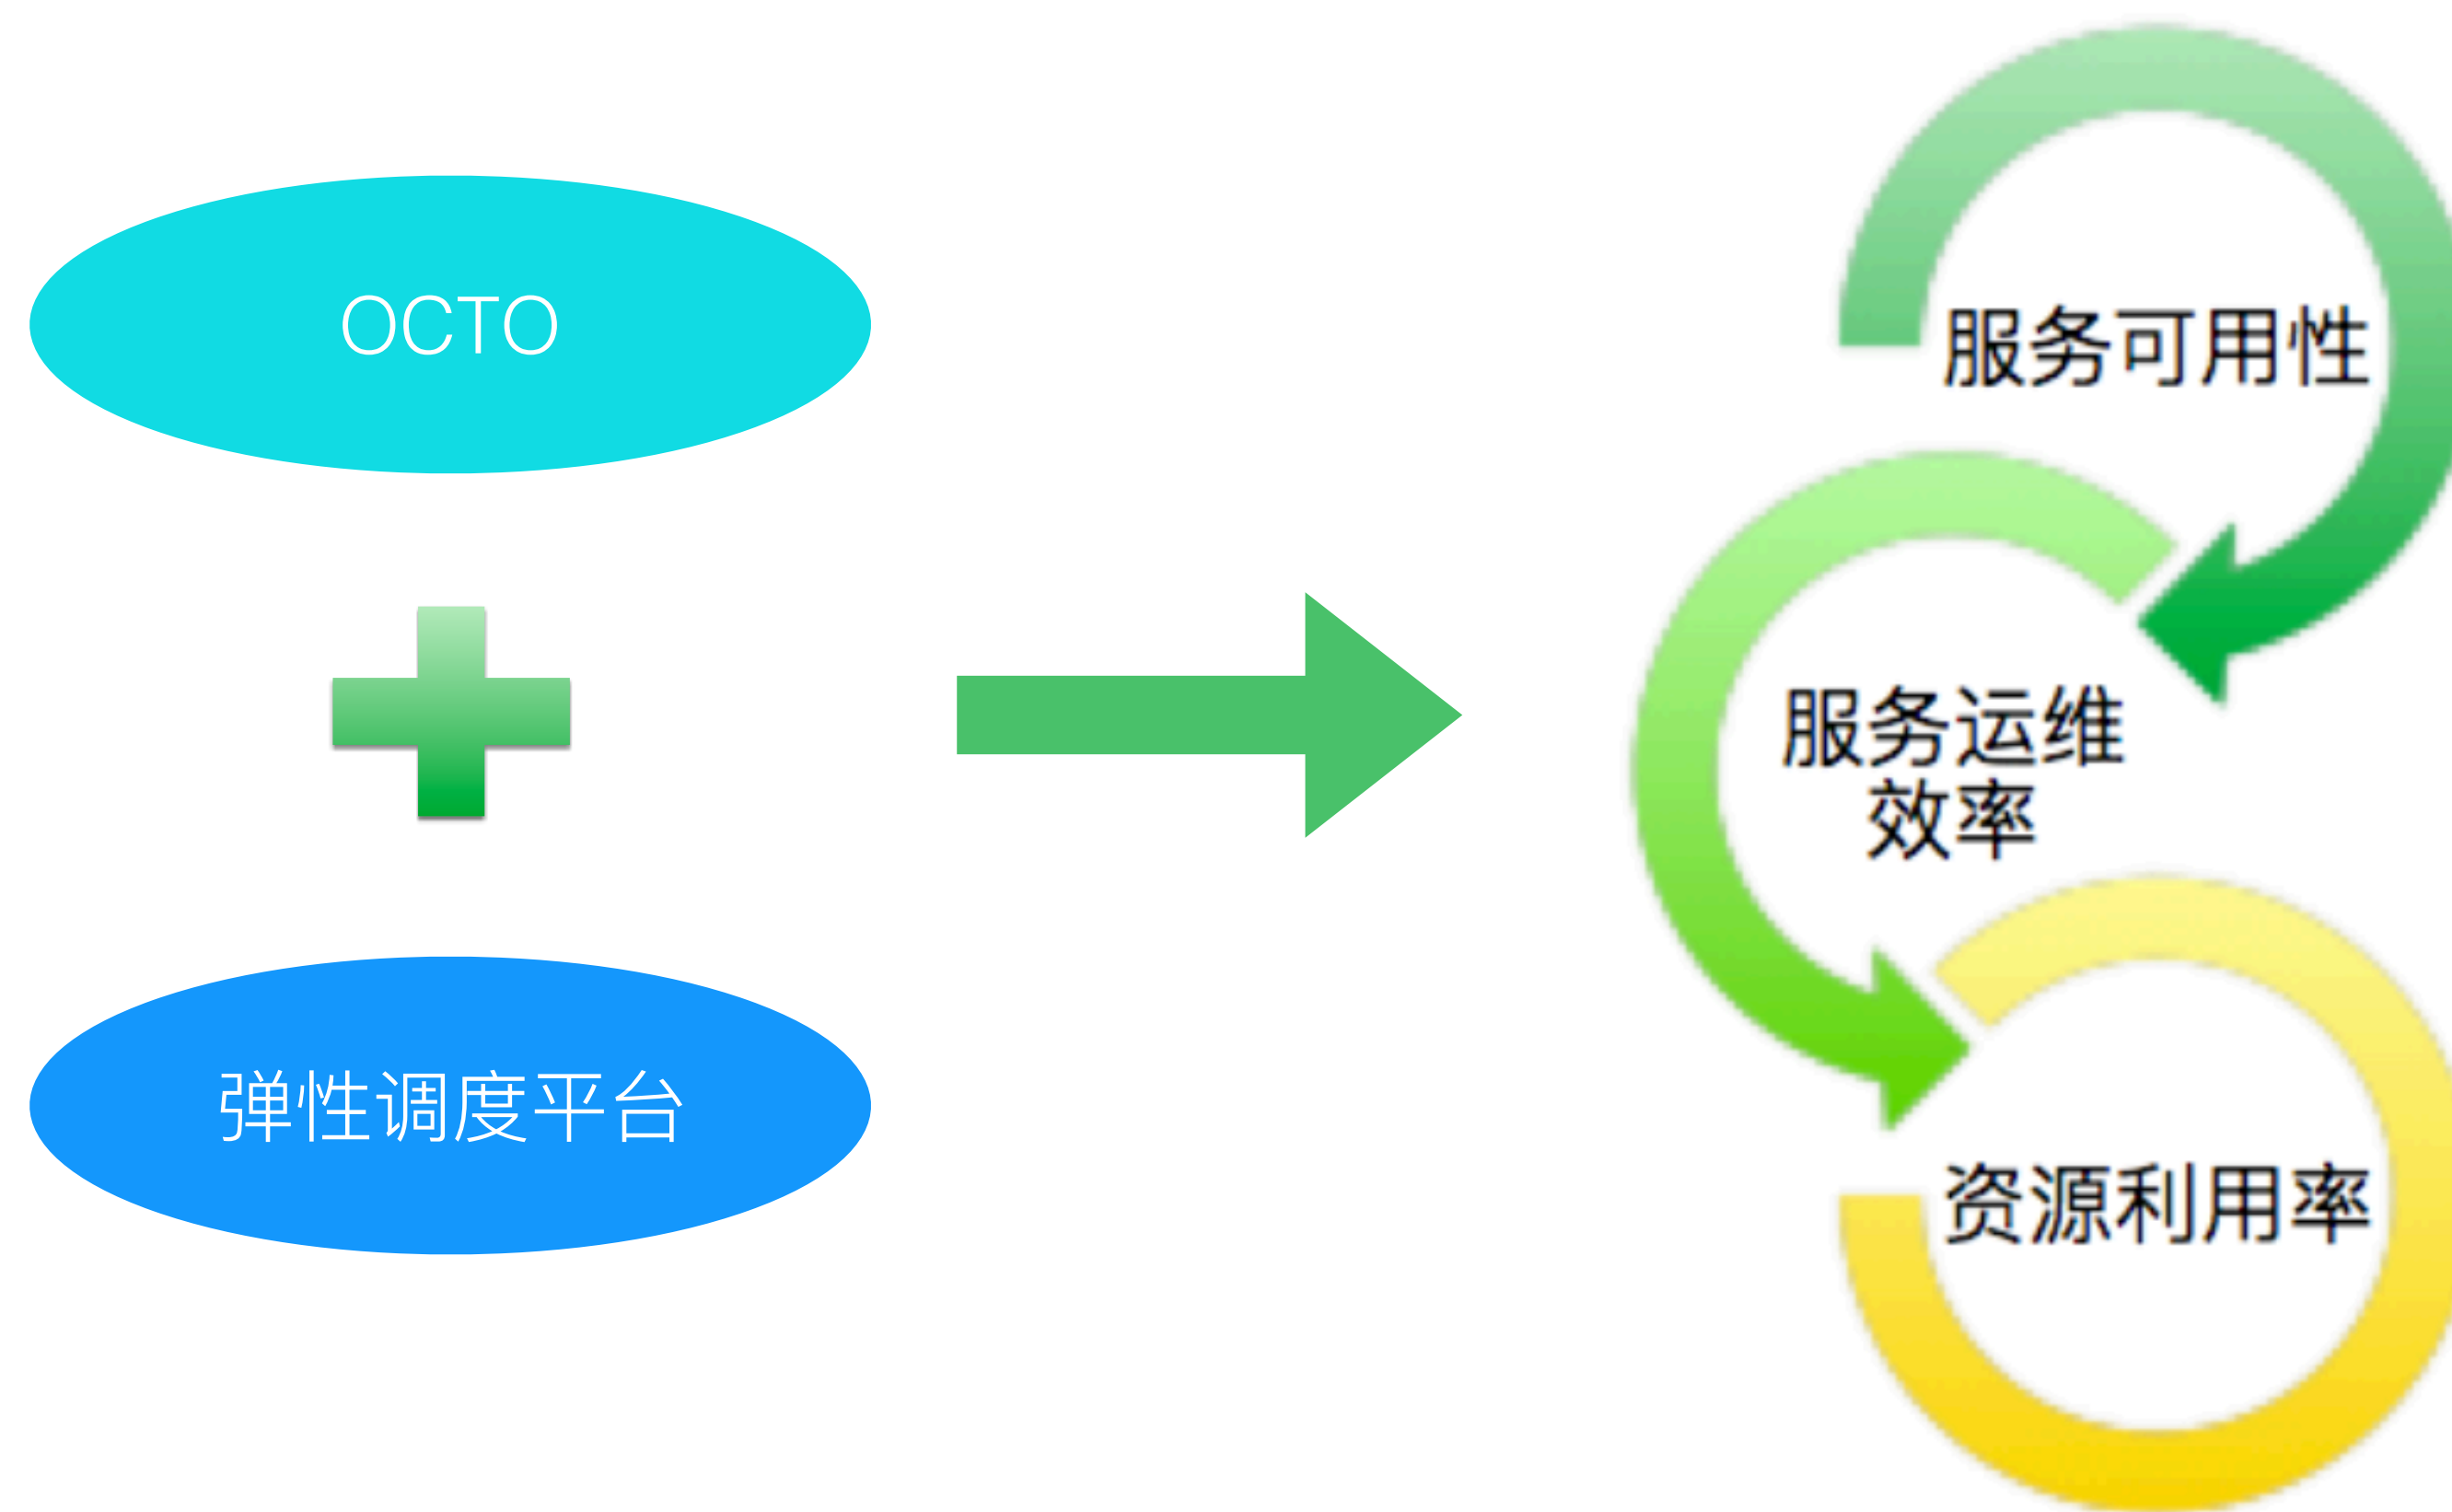 OCTO
弹性调度平台
服务可用性
服务运维
效率
资源利用率